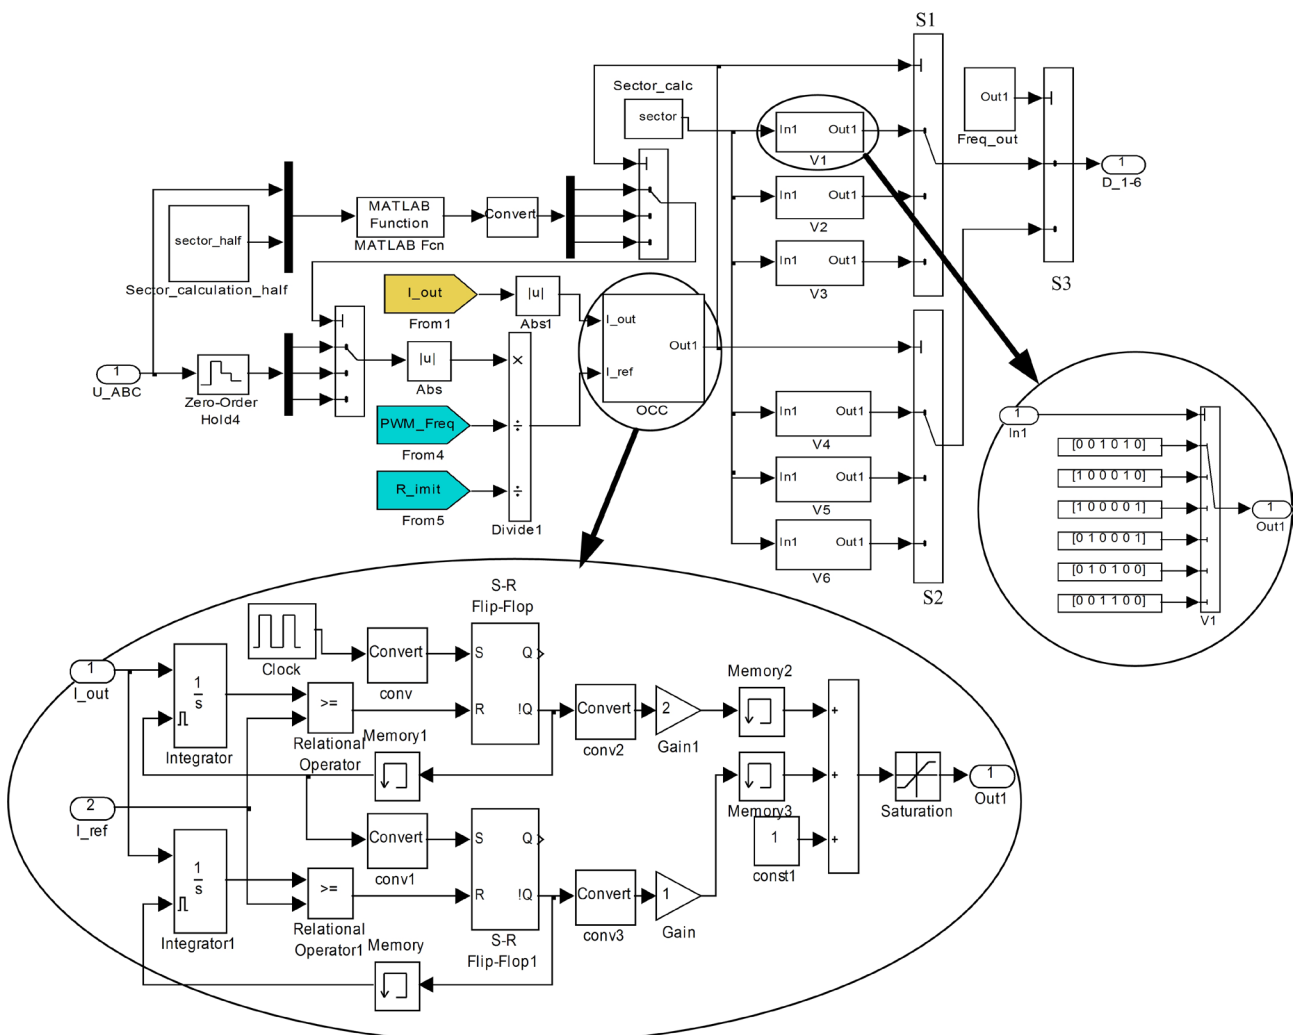 S1
Sector_calc
sector
In1 Out1
V1
Out1
Freq_out
1
D_1-6
S3
In1 Out1
V2
In1 Out1
V3
MATLAB
Function
MATLAB Fcn
Convert
sector_half
Sector_calculation_half
I_out
From1
|u|
Abs1
I_out
Out1
I_ref
OCC
1
U_ABC
Zero-Order
Hold4
|u|
Abs
×
÷
÷
Divide1
PWM_Freq
From4
R_imit
From5
In1 Out1
V4
In1 Out1
V5
In1 Out1
V6
S2
1
In1
[0 0 1 0 1 0]
[1 0 0 0 1 0]
[1 0 0 0 0 1]
[0 1 0 0 0 1]
[0 1 0 1 0 0]
[0 0 1 1 0 0]
V1
1
Out1
S-R
Flip-Flop
Clock
Convert
conv
S Q
R !Q
1
I_out
1
s
Integrator
>=
Relational
Operator
Memory1
Convert
conv2
2
Gain1
Memory2
Memory3
+
+
+
1
const1
Saturation
1
Out1
2
I_ref
1
s
Integrator1
>=
Relational
Operator1
Convert
conv1
S Q
R !Q
S-R
Flip-Flop1
Memory
Convert
conv3
1
Gain